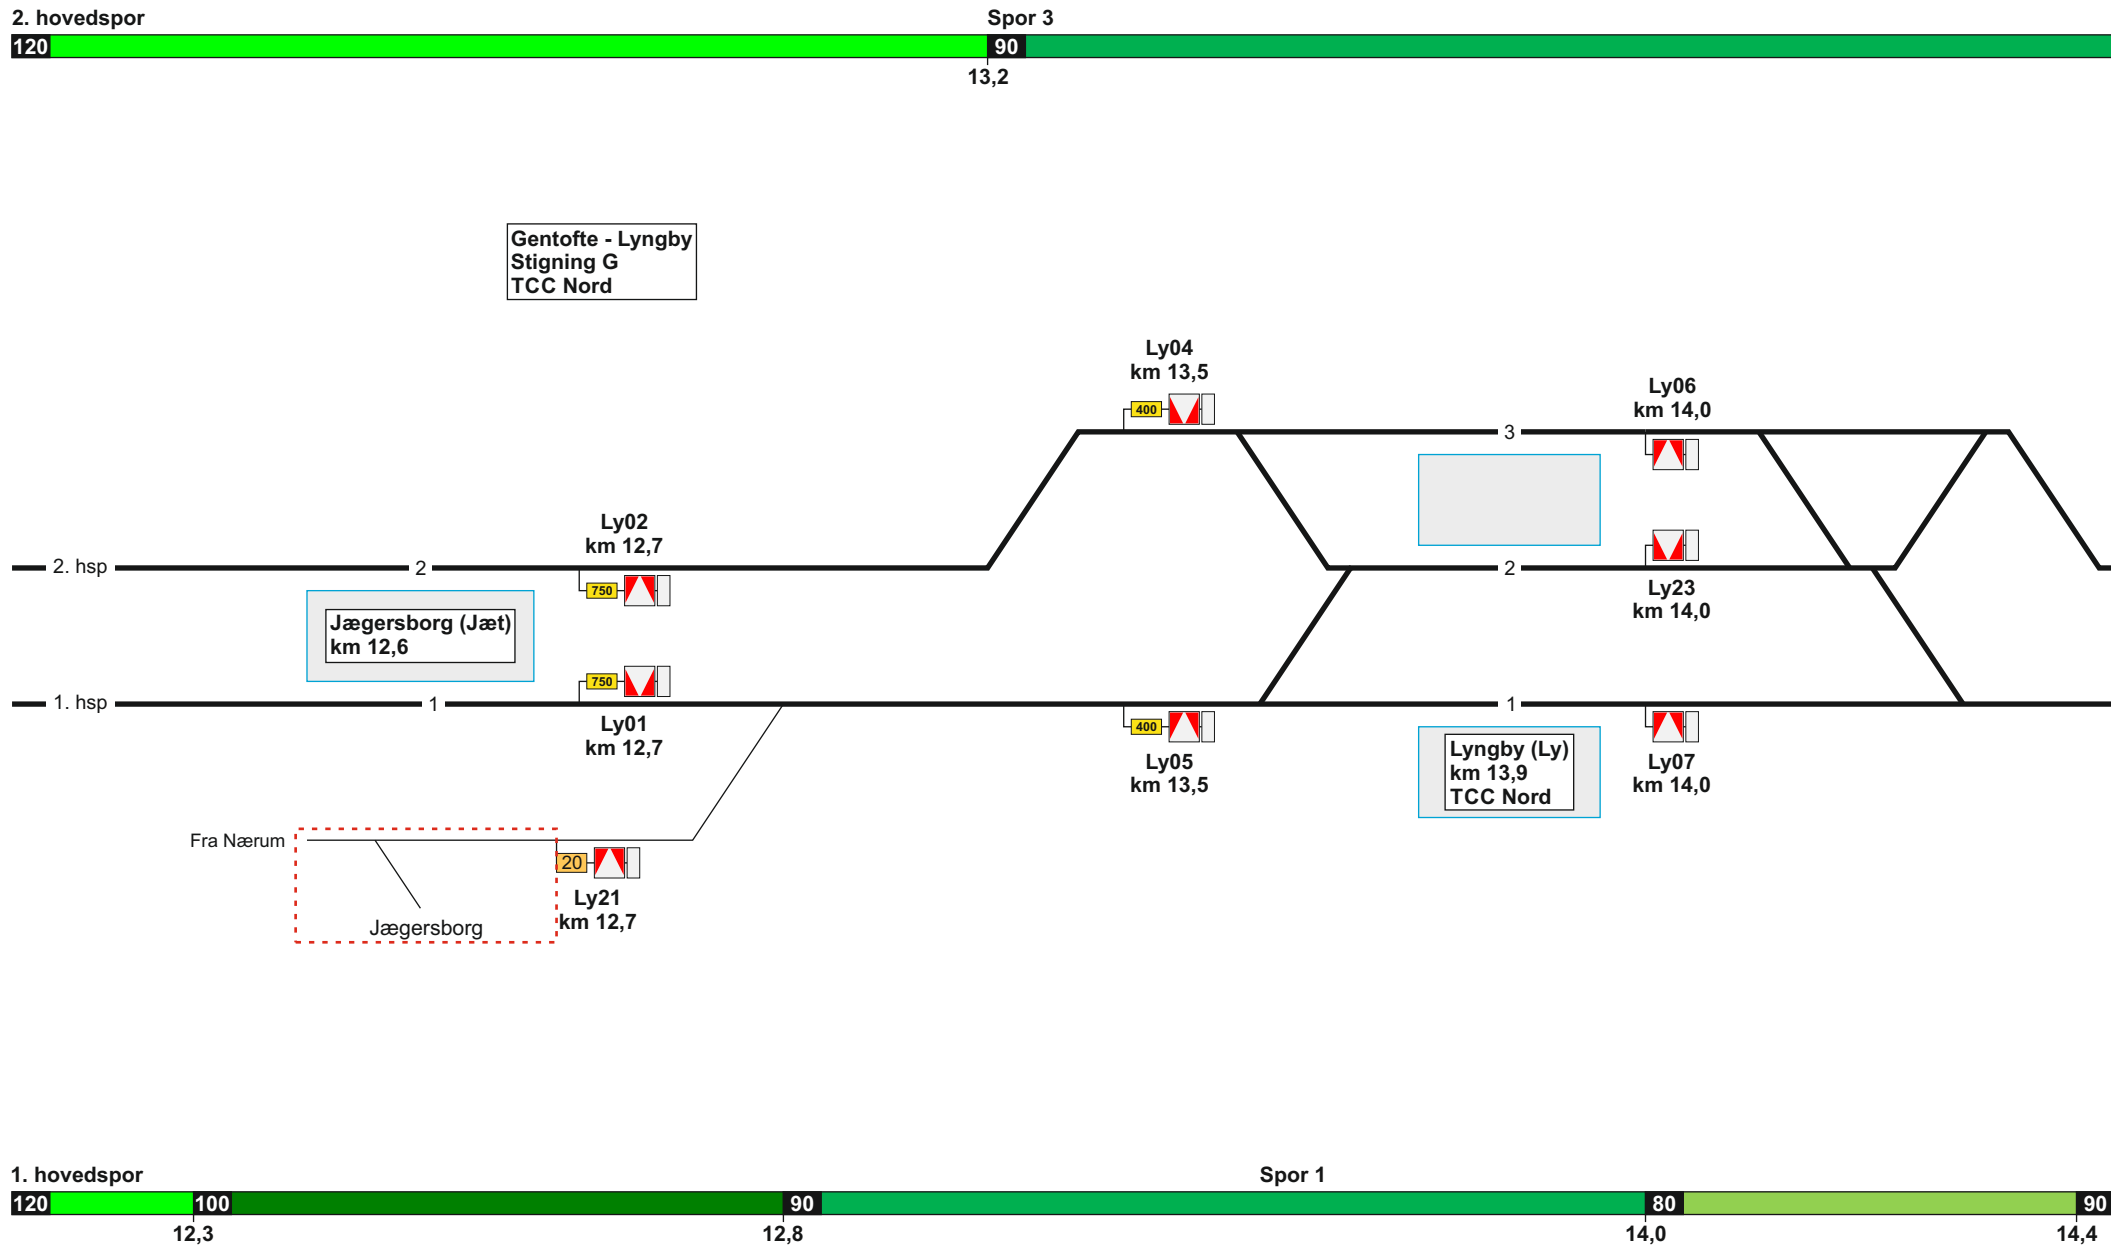 2. hovedspor
Spor 3
120
90
13,2
Gentofte - Lyngby
Stigning G
TCC Nord
Ly04
km 13,5
400
Ly06
km 14,0
3
Ly02
km 12,7
2. hsp
2
2
750
Ly23
km 14,0
Jægersborg (Jæt)
km 12,6
750
1. hsp
1
1
Ly01
km 12,7
400
Ly05
km 13,5
Lyngby (Ly)
km 13,9
TCC Nord
Ly07
km 14,0
Fra Nærum
20
Ly21
km 12,7
Jægersborg
1. hovedspor
Spor 1
120
100
90
80
90
12,3
12,8
14,0
14,4